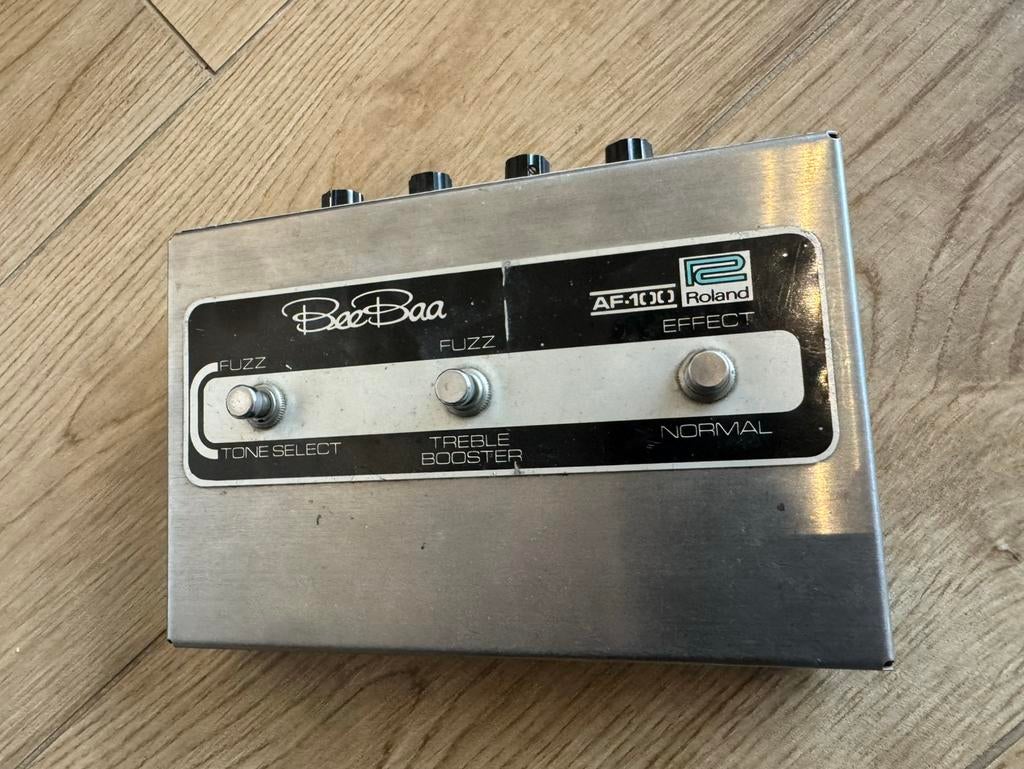 BeeBaa
AF-100
Roland
FUZZ
FUZZ
EFFECT
TONE SELECT
TREBLE
BOOSTER
NORMAL